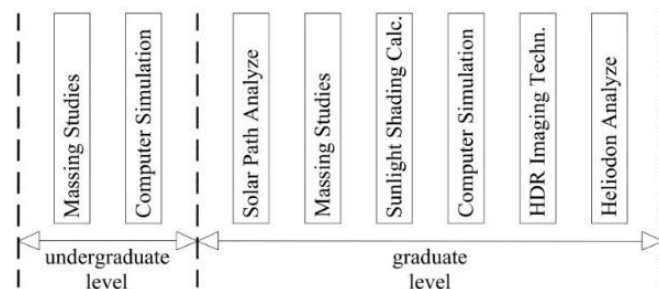 Massing Studies
Computer Simulation
Solar Path Analyze
Massing Studies
Sunlight Shading Calc.
Computer Simulation
HDR Imaging Techn.
Heliodon Analyze
undergraduate
level
graduate
level